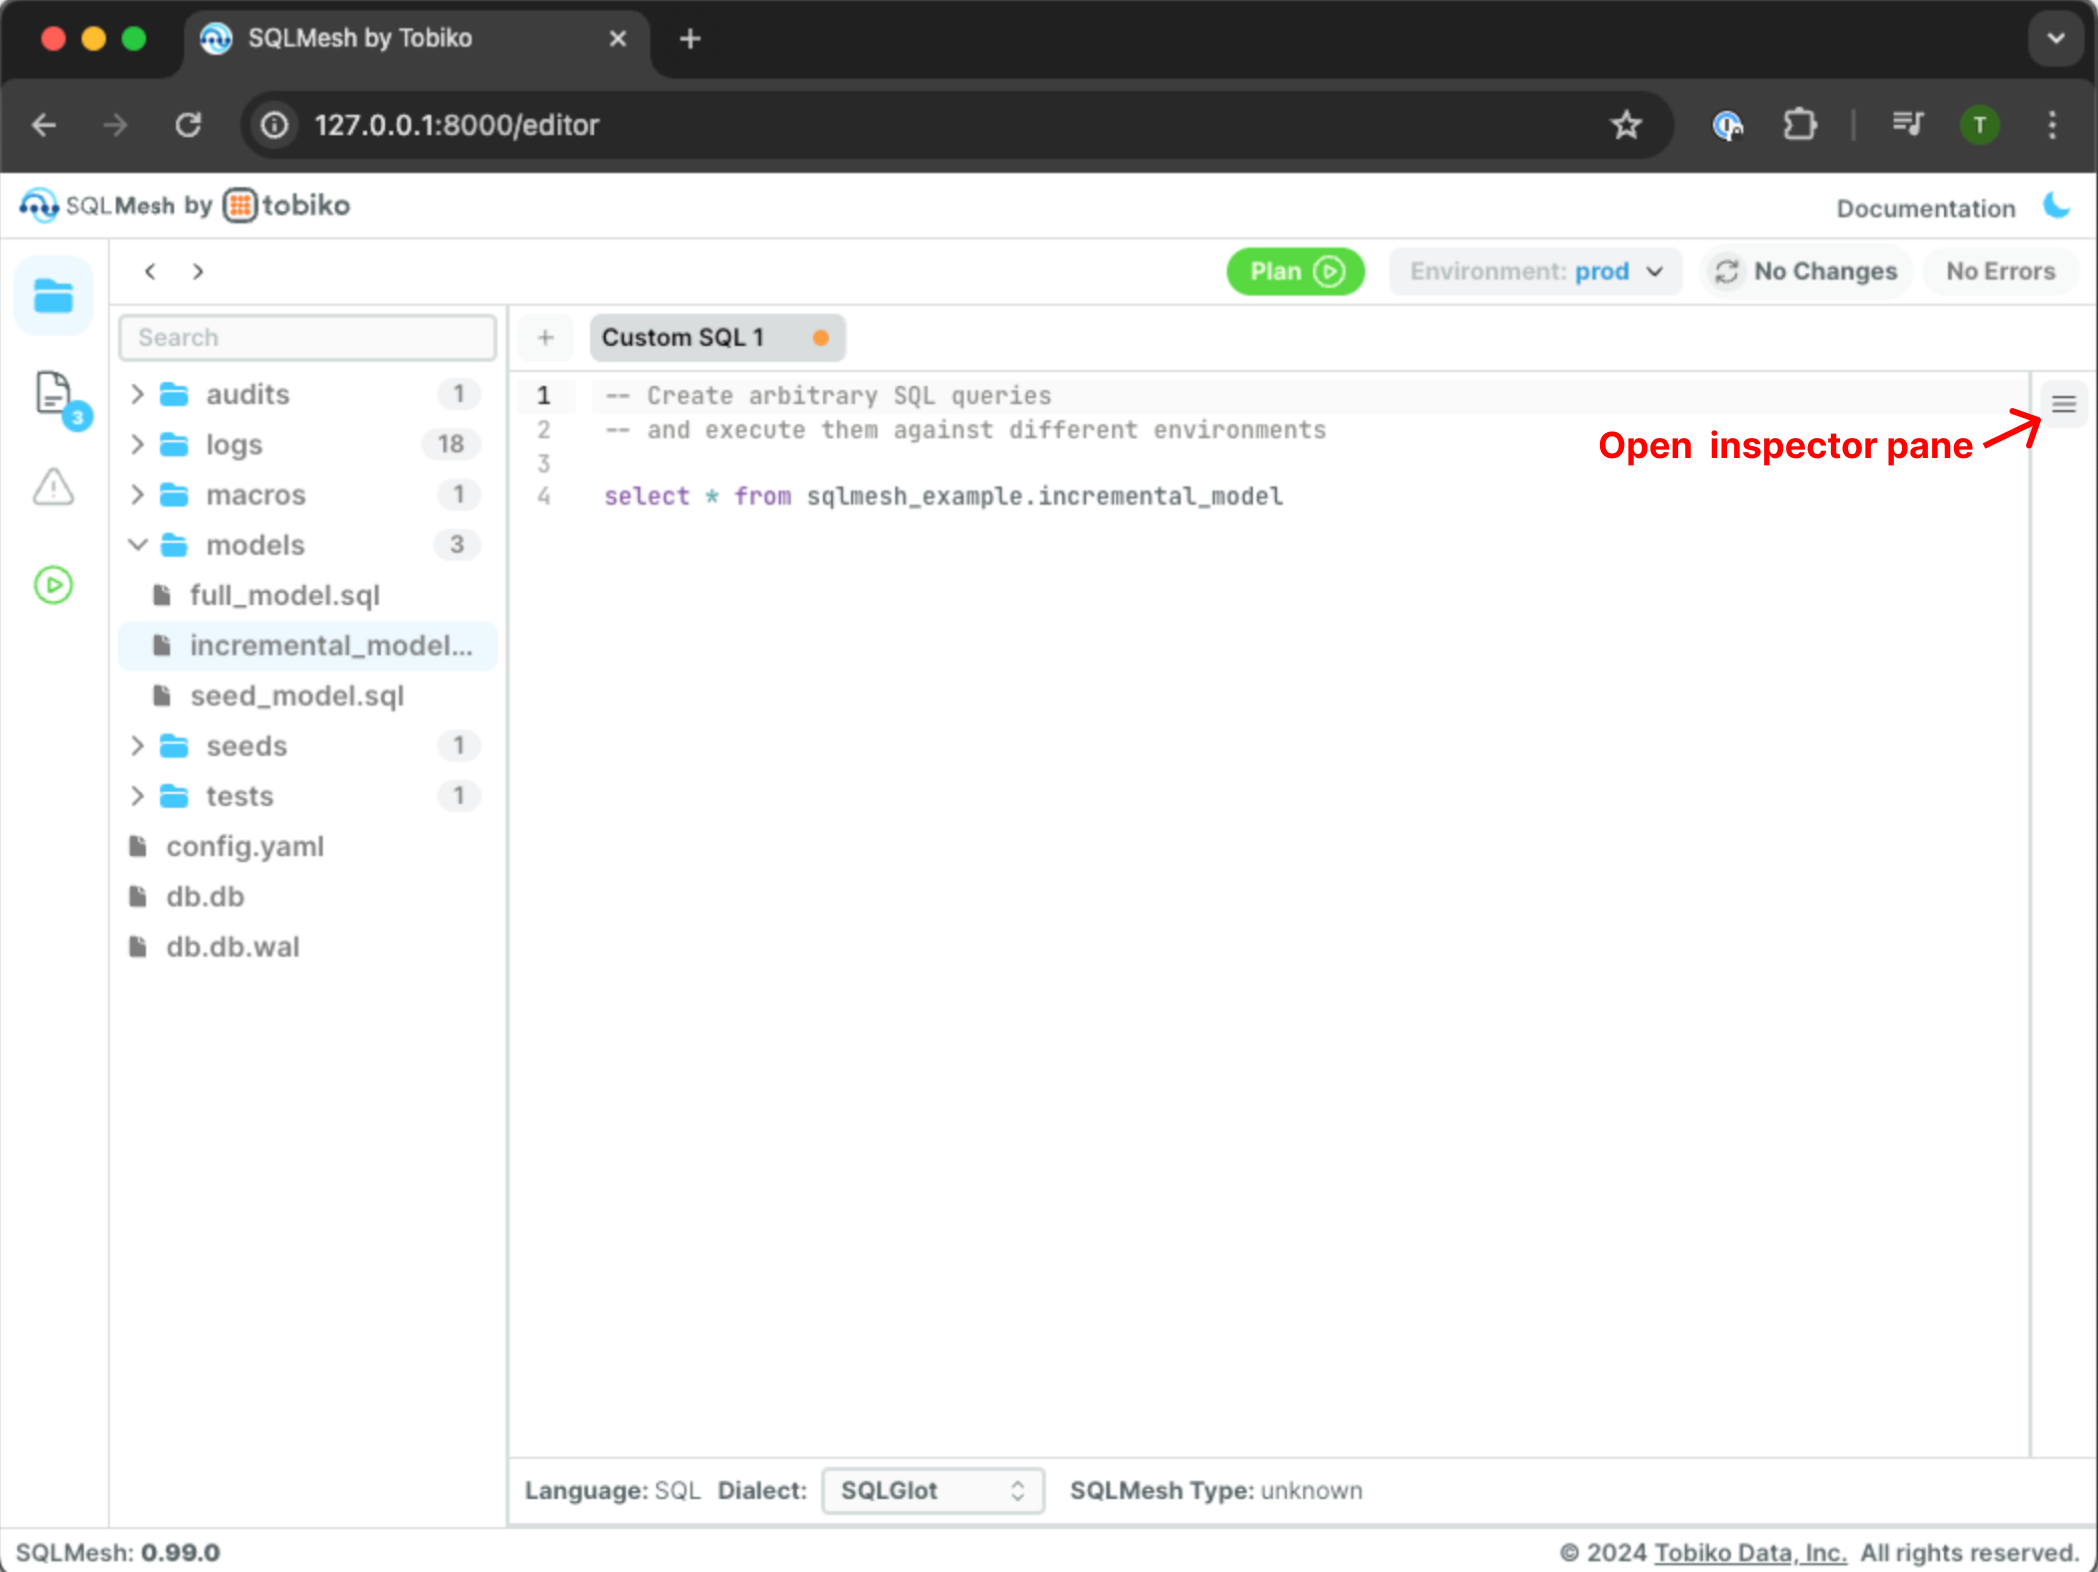 SQLMesh by Tobiko
127.0.0.1:8000/editor
T
SQLMesh by tobiko
Documentation
Plan
Environment: prod
No Changes
No Errors
Search
+ Custom SQL 1
audits 1
logs 18
macros 1
models 3
full_model.sql
incremental_model...
seed_model.sql
seeds 1
tests 1
config.yaml
db.db
db.db.wal
3
1 -- Create arbitrary SQL queries
2 -- and execute them against different environments
3
4 select * from sqlmesh_example.incremental_model
Open inspector pane
Language: SQL Dialect: SQLGlot SQLMesh Type: unknown
SQLMesh: 0.99.0
© 2024 Tobiko Data, Inc. All rights reserved.